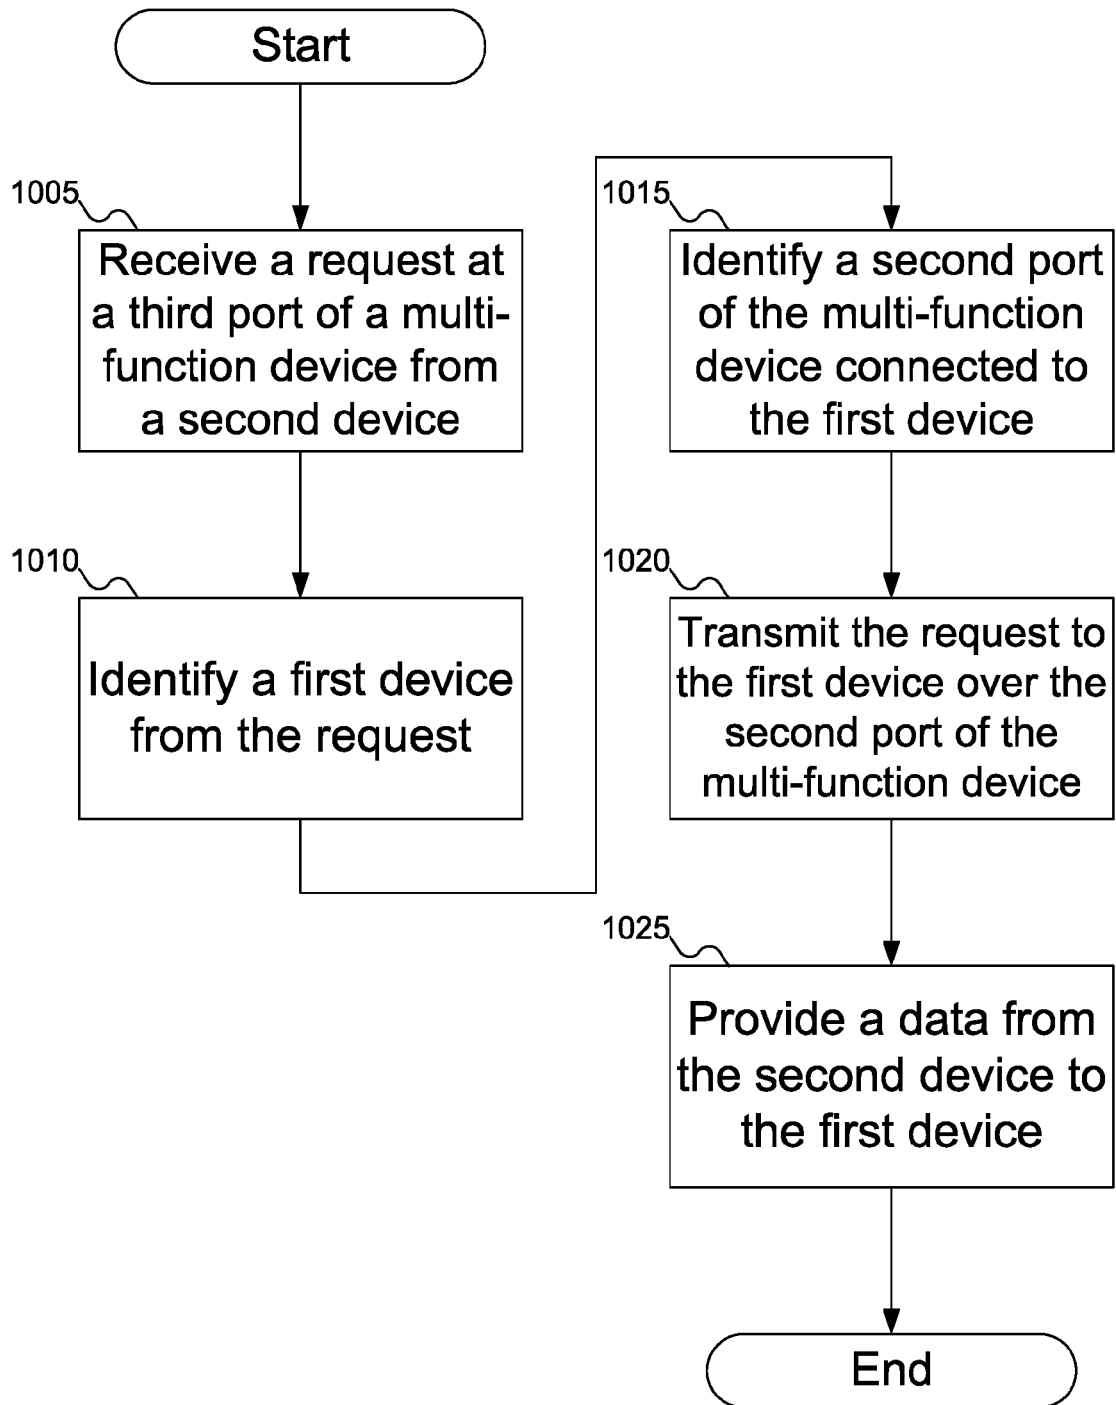 Start
1005
Receive a request at
a third port of a multi-
function device from
a second device
1010
Identify a first device
from the request
1015
Identify a second port
of the multi-function
device connected to
the first device
1020
Transmit the request to
the first device over the
second port of the
multi-function device
1025
Provide a data from
the second device to
the first device
End